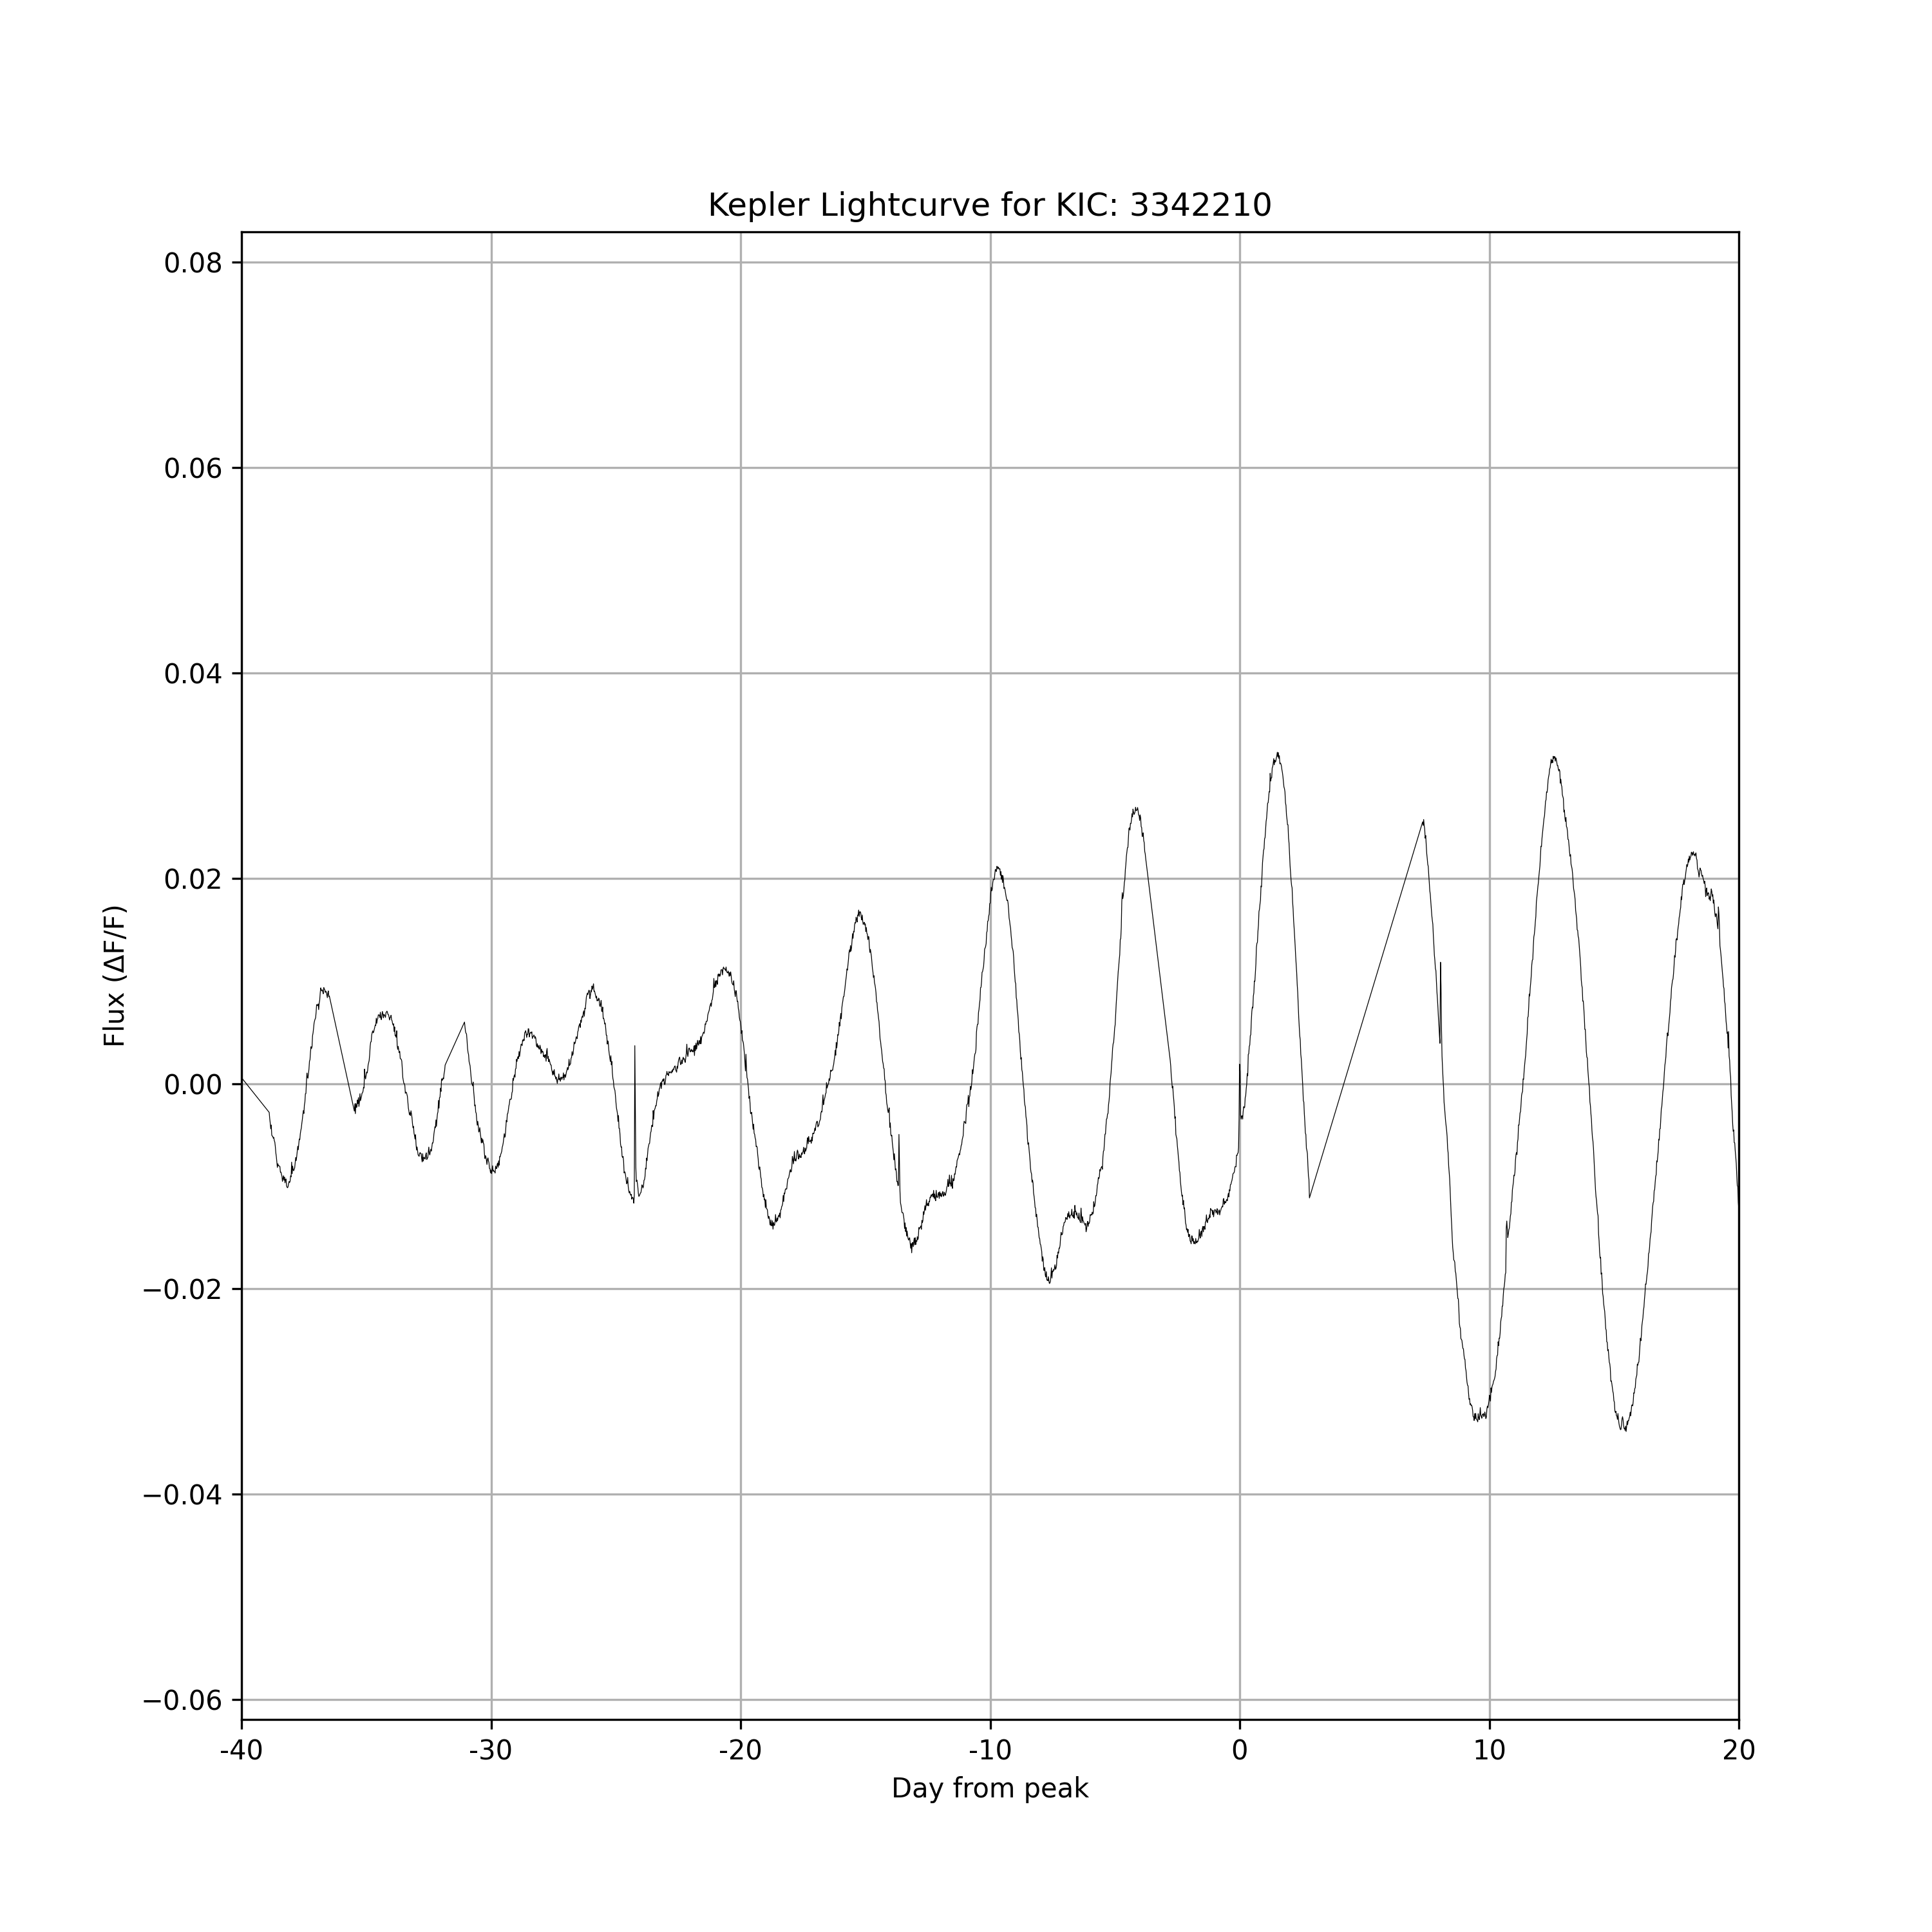 Kepler Lightcurve for KIC: 3342210
0.08
0.06
0.04
0.02
0.00
−0.02
−0.04
−0.06
Flux (ΔF/F)
-40 -30 -20 -10 0 10 20
Day from peak